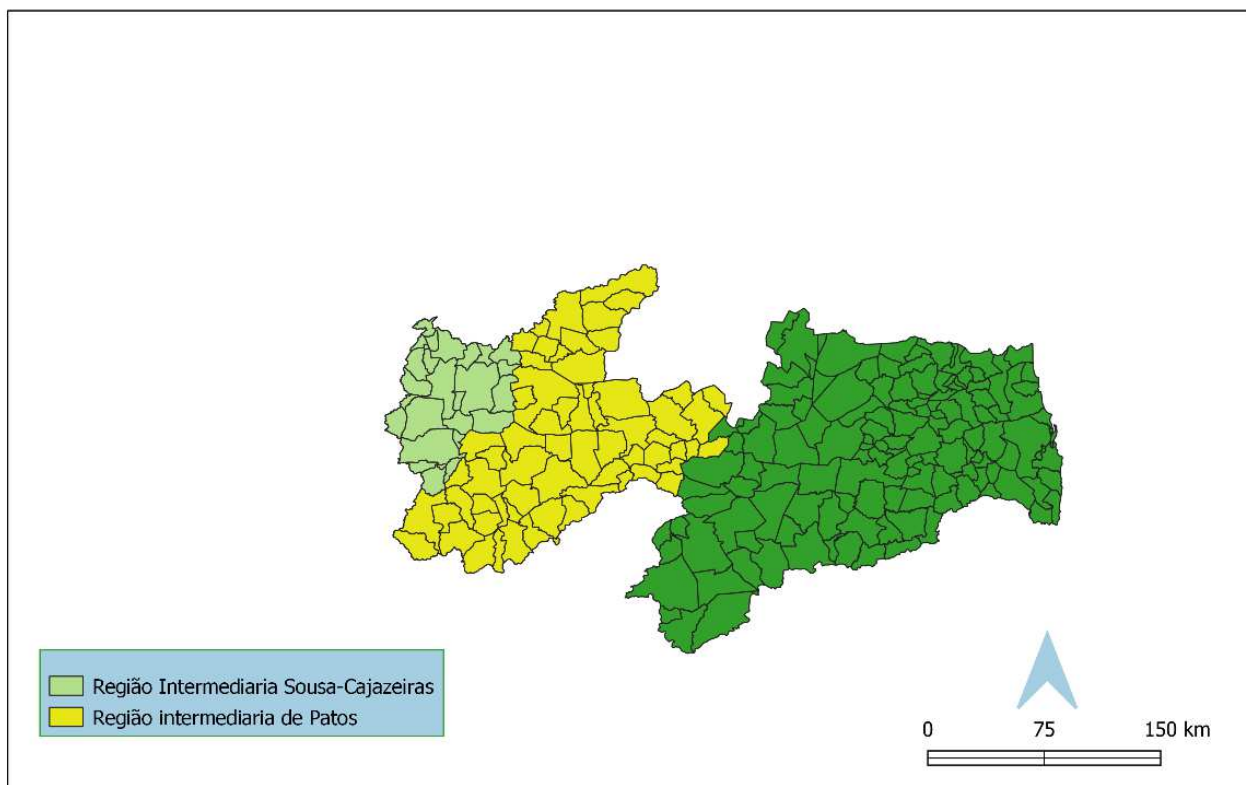 Região Intermediaria Sousa-Cajazeiras
Região intermediaria de Patos
0 75 150 km